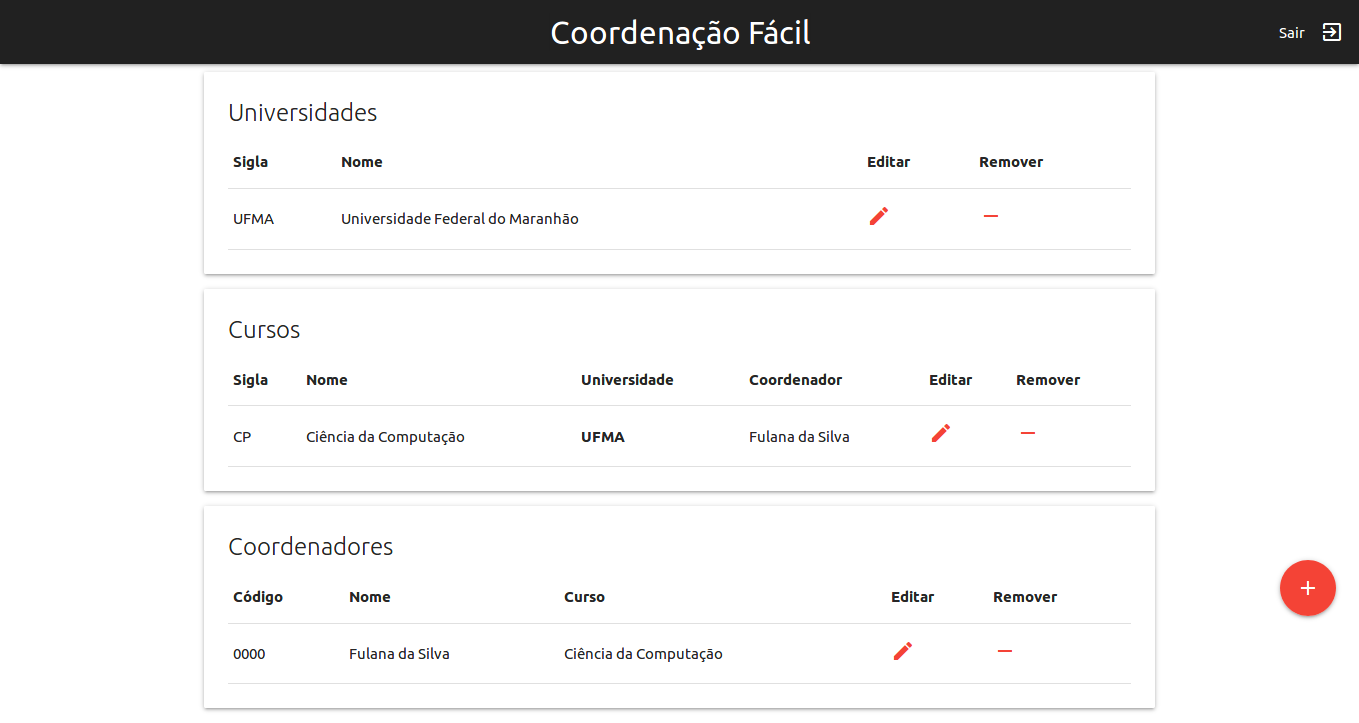 Coordenação Fácil
Sair
Universidades
Sigla Nome Editar Remover
UFMA Universidade Federal do Maranhão
Cursos
Sigla Nome Universidade Coordenador Editar Remover
CP Ciência da Computação UFMA Fulana da Silva
Coordenadores
Código Nome Curso Editar Remover
0000 Fulana da Silva Ciência da Computação